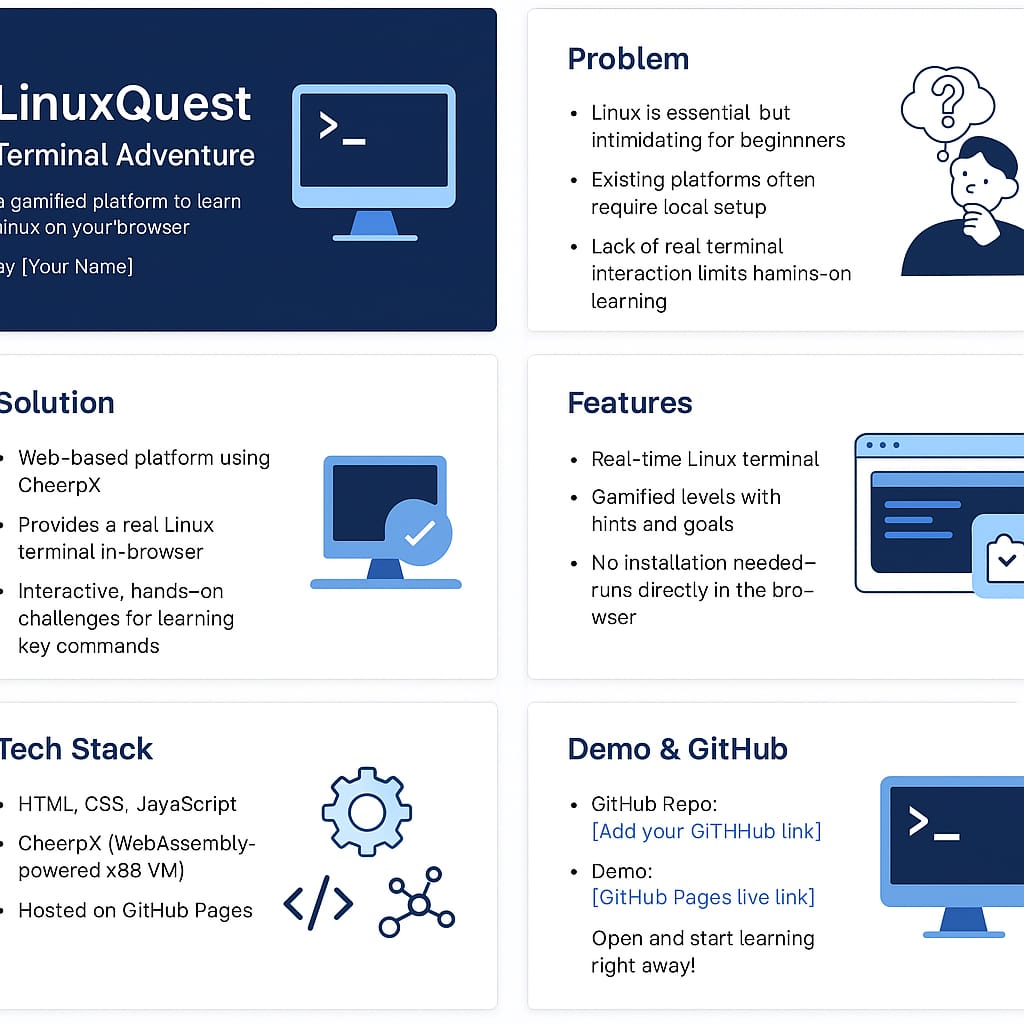 LinuxQuest
Terminal Adventure
a gamified platform to learn
Linux on your'browser
ay [Your Name]
Problem
• Linux is essential but
intimidating for beginnners
• Existing platforms often
require local setup
• Lack of real terminal
interaction limits hamins-on
learning
Solution
• Web-based platform using
CheerpX
• Provides a real Linux
terminal in-browser
• Interactive, hands-on
challenges for learning
key commands
Features
• Real-time Linux terminal
• Gamified levels with
hints and goals
• No installation needed–
runs directly in the bro–
wser
Tech Stack
• HTML, CSS, JayaScript
• CheerpX (WebAssembly-
powered x88 VM)
• Hosted on GitHub Pages
Demo & GitHub
• GitHub Repo:
[Add your GiTHHub link]
• Demo:
[GitHub Pages live link]
Open and start learning
right away!